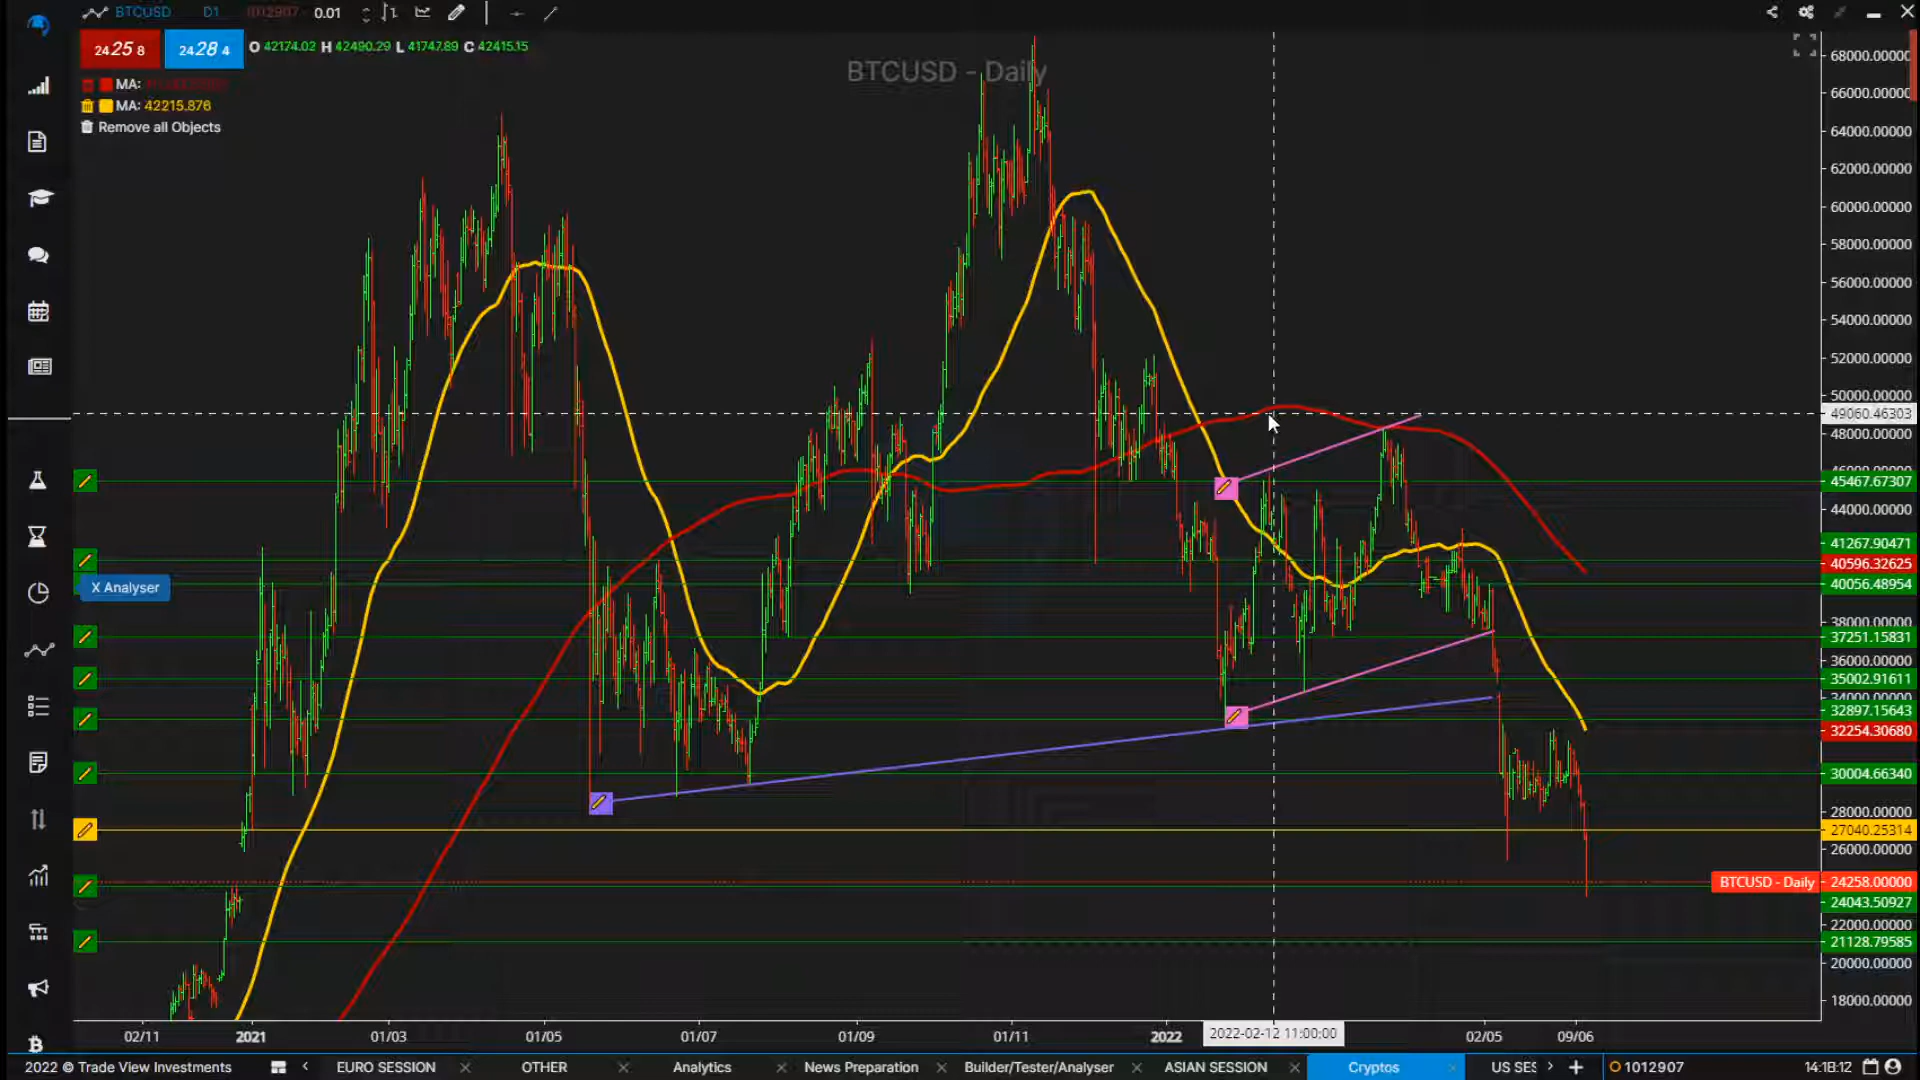 BTCUSD D1 1012907 0.01
24 25 8
24 28 4
O 42174.02 H 42490.29 L 41747.89 C 42415.15
MA:
MA: 42215.876
Remove all Objects
BTCUSD - Daily
X Analyser
68000.00000
66000.00000
64000.00000
62000.00000
60000.00000
58000.00000
56000.00000
54000.00000
52000.00000
50000.00000
49060.46303
48000.00000
46000.00000
45467.67307
44000.00000
41267.90471
40596.32625
40056.48954
38000.00000
37251.15831
36000.00000
35002.91611
34000.00000
32897.15643
32254.30680
30004.66340
28000.00000
27040.25314
26000.00000
BTCUSD - Daily 24258.00000
24043.50927
22000.00000
21128.79585
20000.00000
18000.00000
02/11 2021 01/03 01/05 01/07 01/09 01/11 2022 2022-02-12 11:00:00 02/05 09/06
2022 © Trade View Investments EURO SESSION OTHER Analytics News Preparation Builder/Tester/Analyser ASIAN SESSION Cryptos US SES 1012907 14:18:12